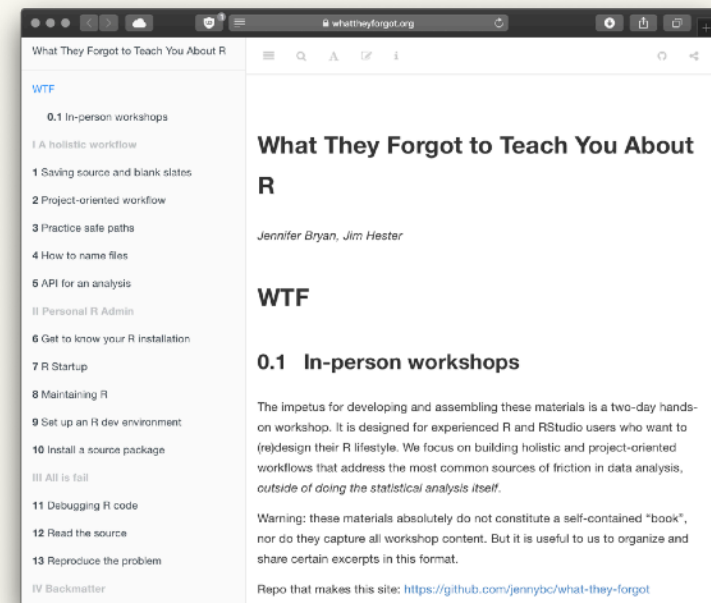 whattheyforgot.org
What They Forgot to Teach You About R
WTF
0.1 In-person workshops
I A holistic workflow
1 Saving source and blank slates
2 Project-oriented workflow
3 Practice safe paths
4 How to name files
5 API for an analysis
II Personal R Admin
6 Get to know your R installation
7 R Startup
8 Maintaining R
9 Set up an R dev environment
10 Install a source package
III All is fail
11 Debugging R code
12 Read the source
13 Reproduce the problem
IV Backmatter
What They Forgot to Teach You About
R
Jennifer Bryan, Jim Hester
WTF
0.1 In-person workshops
The impetus for developing and assembling these materials is a two-day hands-
on workshop. It is designed for experienced R and RStudio users who want to
(re)design their R lifestyle. We focus on building holistic and project-oriented
workflows that address the most common sources of friction in data analysis,
outside of doing the statistical analysis itself.
Warning: these materials absolutely do not constitute a self-contained “book”,
nor do they capture all workshop content. But it is useful to us to organize and
share certain excerpts in this format.
Repo that makes this site: https://github.com/jennybc/what-they-forgot